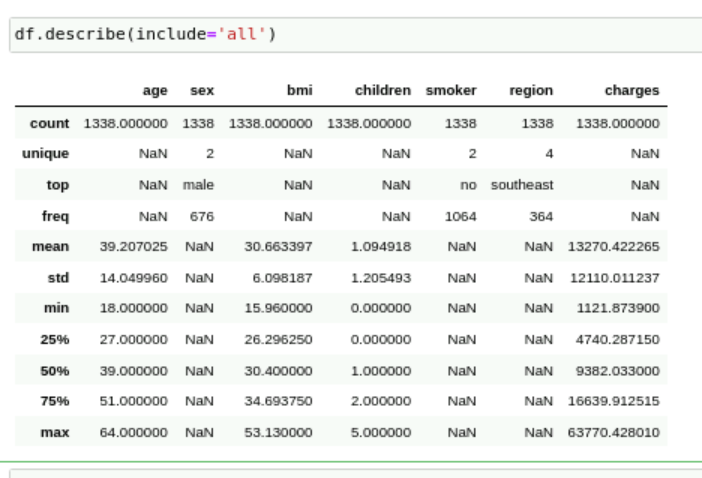 df.describe(include='all')
age sex bmi children smoker region charges
count 1338.000000 1338 1338.000000 1338.000000 1338 1338 1338.000000
unique NaN 2 NaN NaN 2 4 NaN
top NaN male NaN NaN no southeast NaN
freq NaN 676 NaN NaN 1064 364 NaN
mean 39.207025 NaN 30.663397 1.094918 NaN NaN 13270.422265
std 14.049960 NaN 6.098187 1.205493 NaN NaN 12110.011237
min 18.000000 NaN 15.960000 0.000000 NaN NaN 1121.873900
25% 27.000000 NaN 26.296250 0.000000 NaN NaN 4740.287150
50% 39.000000 NaN 30.400000 1.000000 NaN NaN 9382.033000
75% 51.000000 NaN 34.693750 2.000000 NaN NaN 16639.912515
max 64.000000 NaN 53.130000 5.000000 NaN NaN 63770.428010